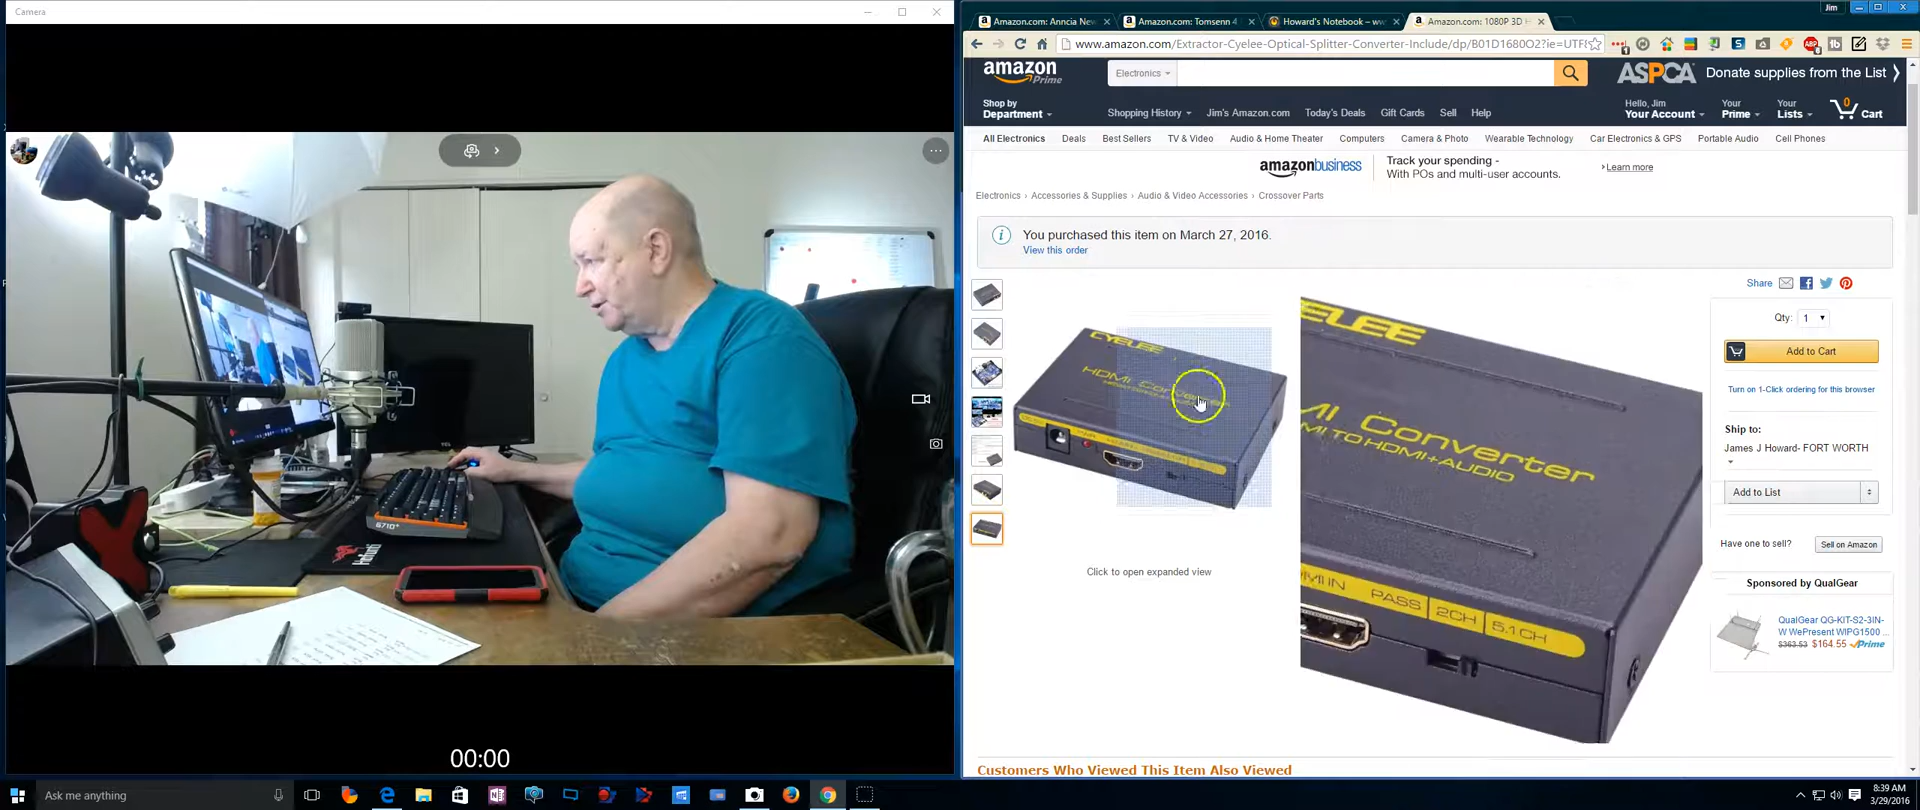 Camera
00:00
TCL
G710+
Amazon.com: Anncia New
Amazon.com: Tomsenn 4
Howard's Notebook – ww
Amazon.com: 1080P 3D H
Jim
www.amazon.com/Extractor-Cyelee-Optical-Splitter-Converter-Include/dp/B01D1680O2?ie=UTF8
amazon
Prime
Electronics
ASPCA
Donate supplies from the List
Shop by
Department
Shopping History
Jim's Amazon.com
Today's Deals
Gift Cards
Sell
Help
Hello, Jim
Your Account
Your
Prime
Your
Lists
0
Cart
All Electronics
Deals
Best Sellers
TV & Video
Audio & Home Theater
Computers
Camera & Photo
Wearable Technology
Car Electronics & GPS
Portable Audio
Cell Phones
amazonbusiness
Track your spending -
With POs and multi-user accounts.
Learn more
Electronics › Accessories & Supplies › Audio & Video Accessories › Crossover Parts
You purchased this item on March 27, 2016.
View this order
Share
CYELEE
HDMI Converter
Click to open expanded view
YELEE
MI Converter
MI TO HDMI+AUDIO
DMI IN
PASS
2CH
5.1CH
Qty: 1
Add to Cart
Turn on 1-Click ordering for this browser
Ship to:
James J Howard- FORT WORTH
Add to List
Have one to sell?
Sell on Amazon
Sponsored by QualGear
QualGear QG-KIT-S2-3IN-
W WePresent WIPG1500 ...
$363.53 $164.55 Prime
Customers Who Viewed This Item Also Viewed
Ask me anything
8:39 AM
3/29/2016